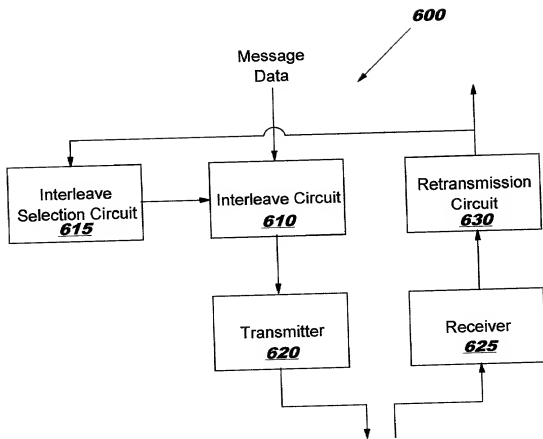 600
Message
Data
Interleave
Selection Circuit
615
Interleave Circuit
610
Retransmission
Circuit
630
Transmitter
620
Receiver
625